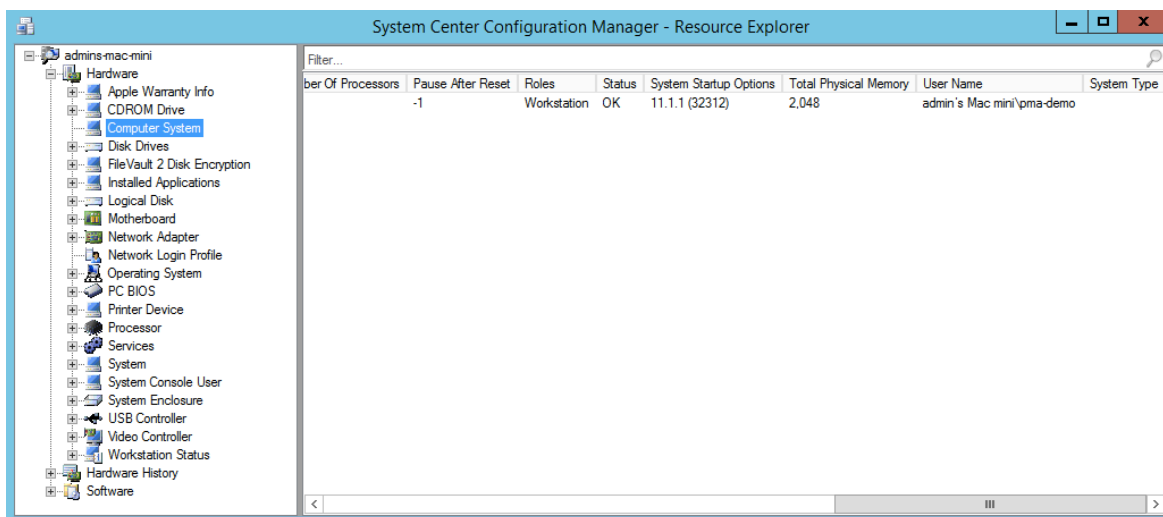 System Center Configuration Manager - Resource Explorer
admins-mac-mini
Hardware
Apple Warranty Info
CDROM Drive
Computer System
Disk Drives
FileVault 2 Disk Encryption
Installed Applications
Logical Disk
Motherboard
Network Adapter
Network Login Profile
Operating System
PC BIOS
Printer Device
Processor
Services
System
System Console User
System Enclosure
USB Controller
Video Controller
Workstation Status
Hardware History
Software
Filter...
ber Of Processors Pause After Reset Roles Status System Startup Options Total Physical Memory User Name System Type
-1 Workstation OK 11.1.1 (32312) 2,048 admin's Mac mini\pma-demo